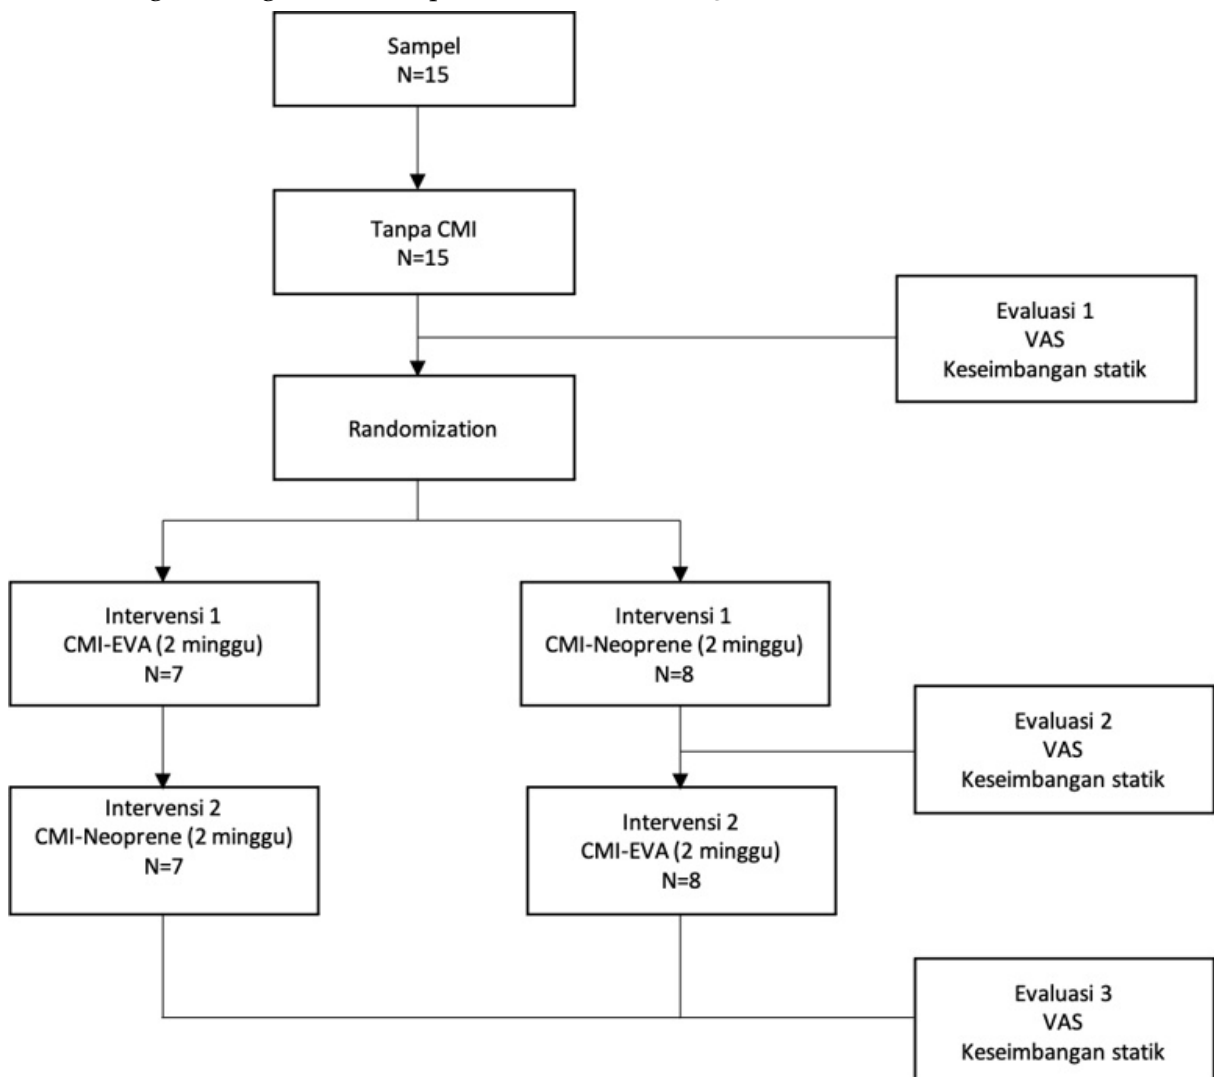 Sampel
N=15
Tanpa CMI
N=15
Evaluasi 1
VAS
Keseimbangan statik
Randomization
Intervensi 1
CMI-EVA (2 minggu)
N=7
Intervensi 1
CMI-Neoprene (2 minggu)
N=8
Evaluasi 2
VAS
Keseimbangan statik
Intervensi 2
CMI-Neoprene (2 minggu)
N=7
Intervensi 2
CMI-EVA (2 minggu)
N=8
Evaluasi 3
VAS
Keseimbangan statik